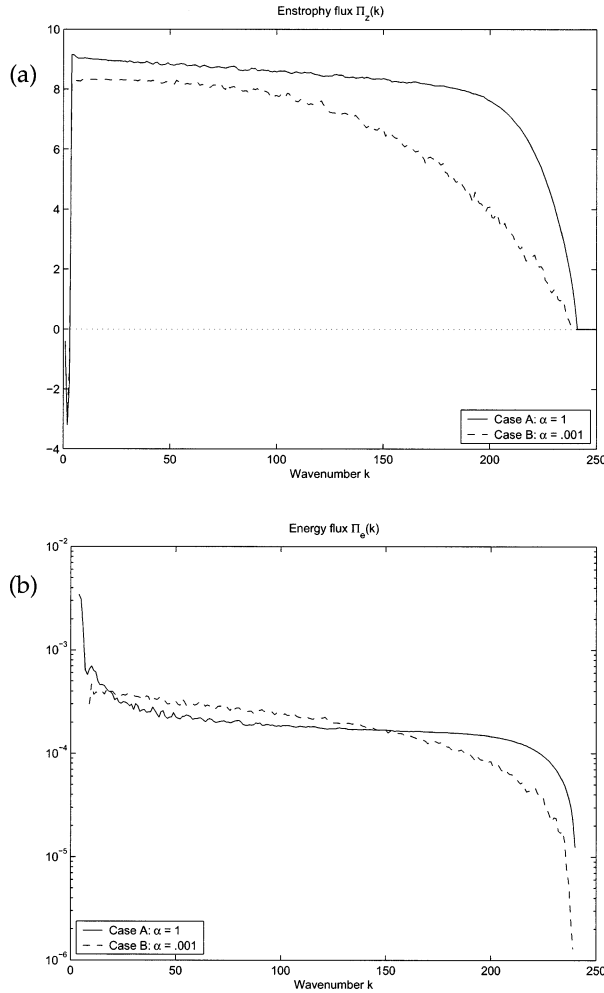 Enstrophy flux Π_z(k)
(a)
10
8
6
4
2
0
−2
−4
0
50
100
150
200
250
Wavenumber k
Case A: α = 1
Case B: α = .001
Energy flux Π_e(k)
(b)
10^−2
10^−3
10^−4
10^−5
10^−6
0
50
100
150
200
250
Wavenumber k
Case A: α = 1
Case B: α = .001